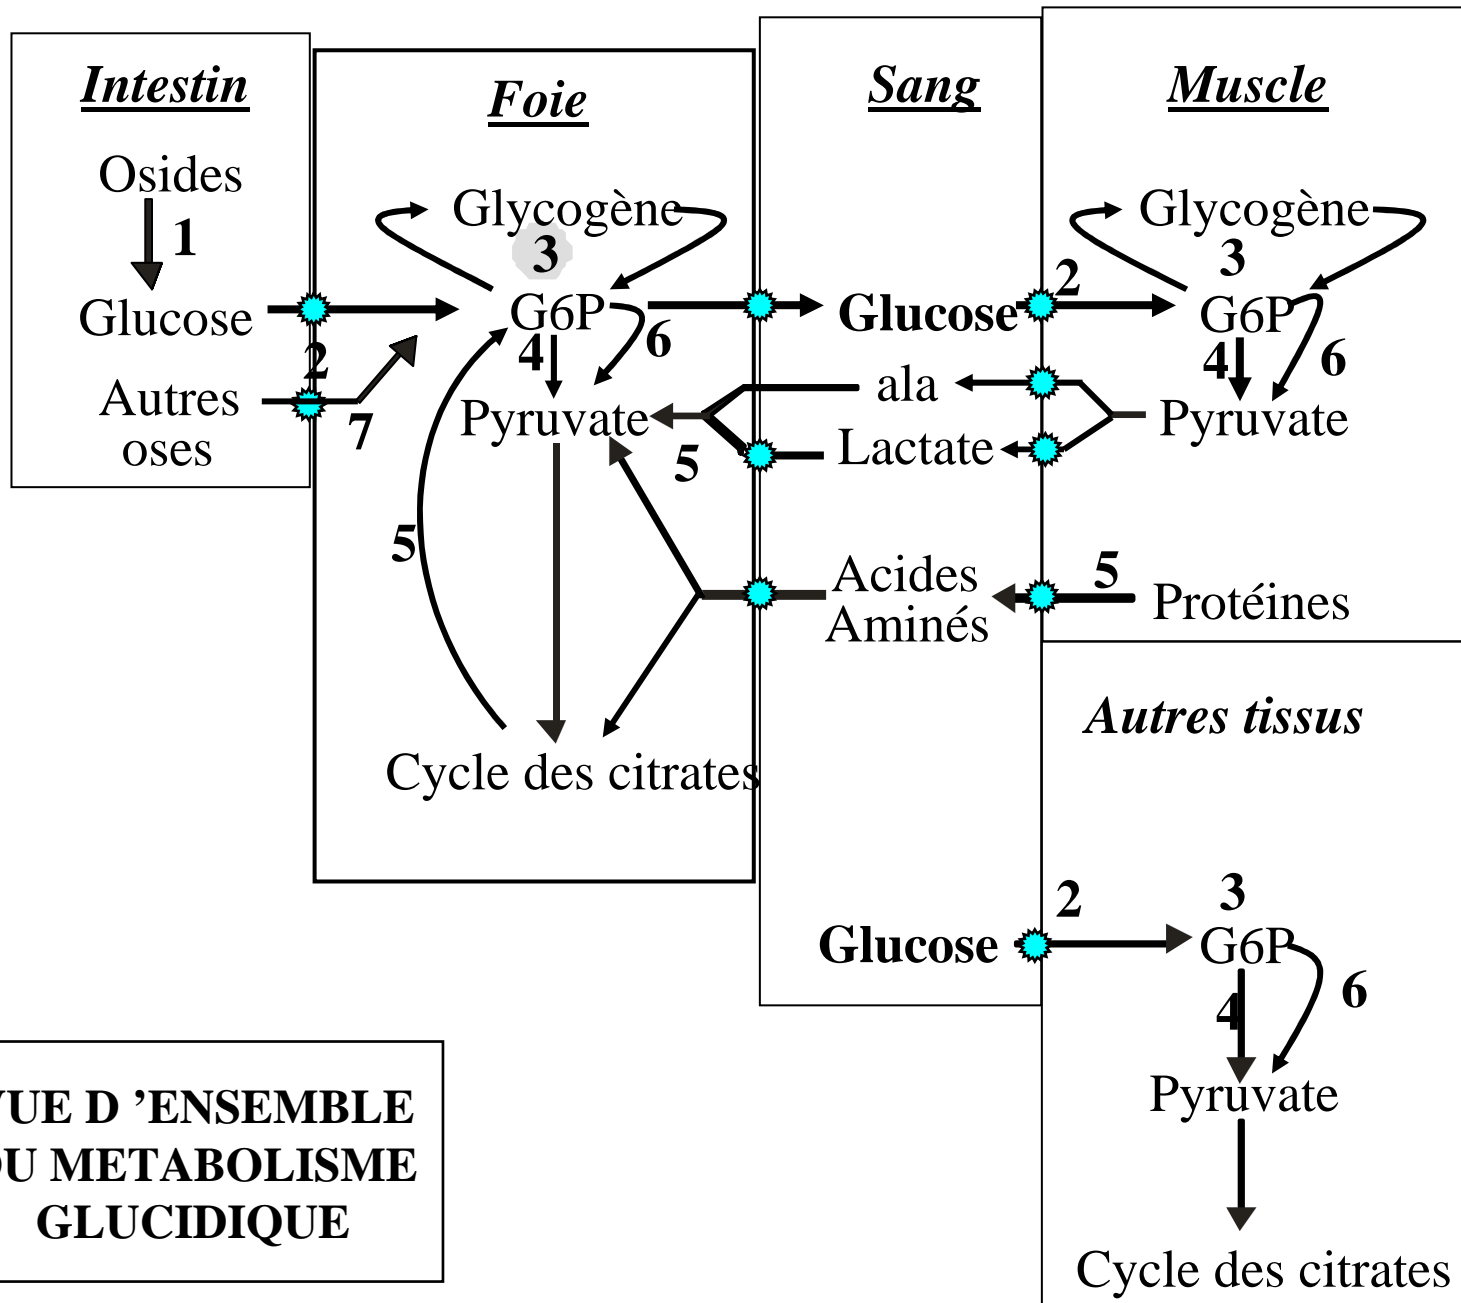 Intestin
Osides
1
Glucose
2
Autres
oses
7
Foie
Glycogène
3
G6P
4
6
Pyruvate
5
5
Cycle des citrates
Sang
Glucose
ala
Lactate
Acides
Aminés
Glucose
Muscle
2
Glycogène
3
G6P
4
6
Pyruvate
5
Protéines
Autres tissus
2
3
G6P
4
6
Pyruvate
Cycle des citrates
VUE D ’ENSEMBLE
DU METABOLISME
GLUCIDIQUE